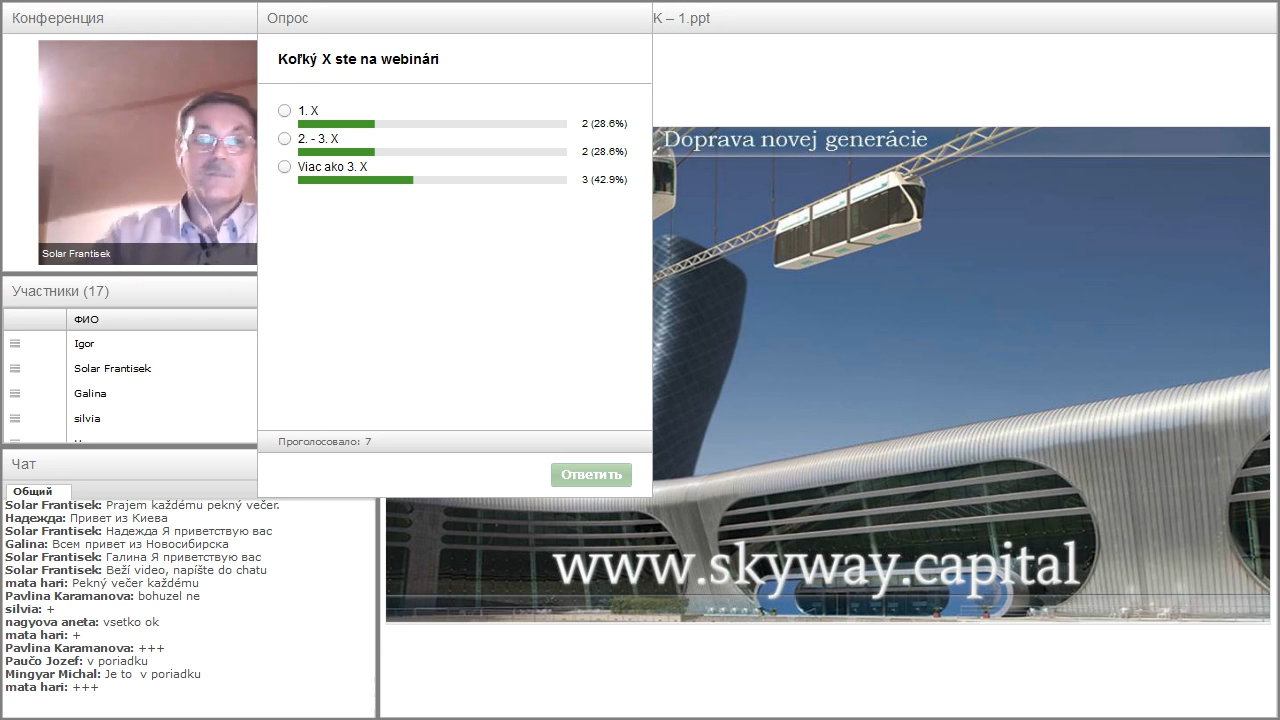 Конференция
Solar Frantisek
Участники (17)
ФИО
Igor
Solar Frantisek
Galina
silvia
Чат
Общий
Solar Frantisek: Prajem každému pekný večer.
Надежда: Привет из Киева
Solar Frantisek: Надежда Я приветствую вас
Galina: Всем привет из Новосибирска
Solar Frantisek: Галина Я приветствую вас
Solar Frantisek: Beží video, napíšte do chatu
mata hari: Pekný večer každému
Pavlina Karamanova: bohuzel ne
silvia: +
nagyova aneta: vsetko ok
mata hari: +
Pavlina Karamanova: +++
Paučo Jozef: v poriadku
Mingyar Michal: Je to  v poriadku
mata hari: +++
Опрос
Koľký X ste na webinári
1. X
2 (28.6%)
2. - 3. X
2 (28.6%)
Viac ako 3. X
3 (42.9%)
Проголосовало: 7
Ответить
K – 1.ppt
Doprava novej generácie
www.skyway.capital